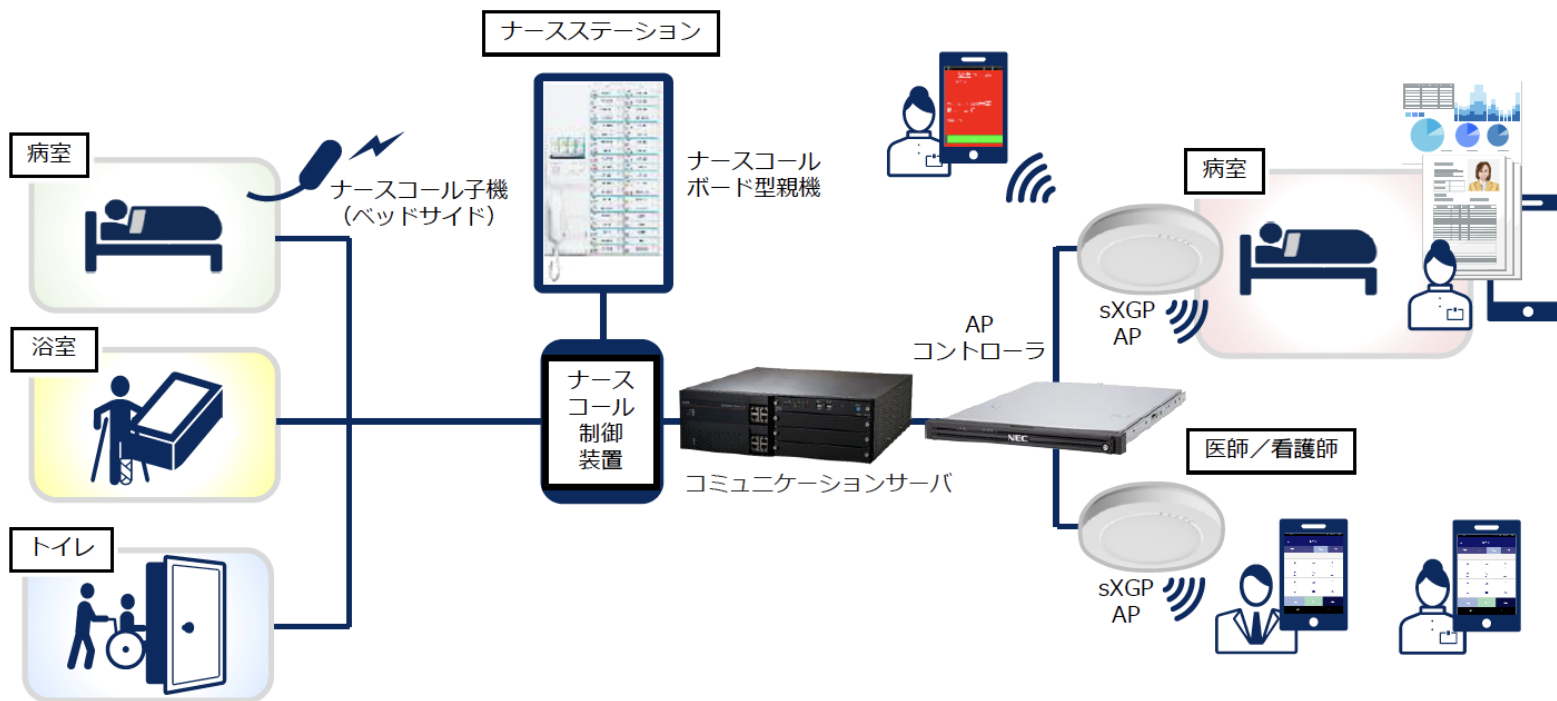 ナースステーション
病室
ナースコール子機
（ベッドサイド）
ナースコール
ボード型親機
病室
sXGP
AP
AP
コントローラ
浴室
ナース
コール
制御
装置
NEC
コミュニケーションサーバ
医師／看護師
トイレ
sXGP
AP